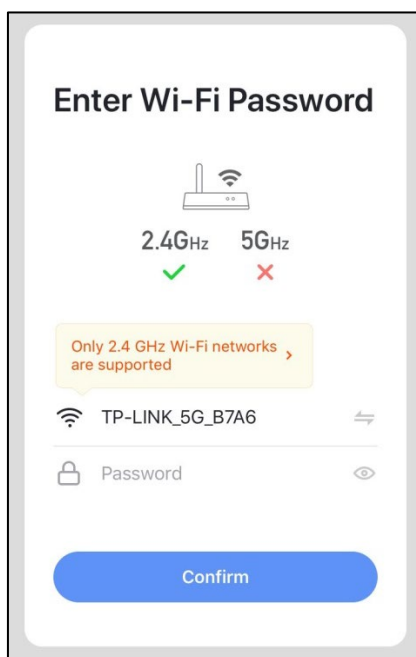 Enter Wi-Fi Password
2.4GHz 5GHz
Only 2.4 GHz Wi-Fi networks
are supported
TP-LINK_5G_B7A6
Password
Confirm